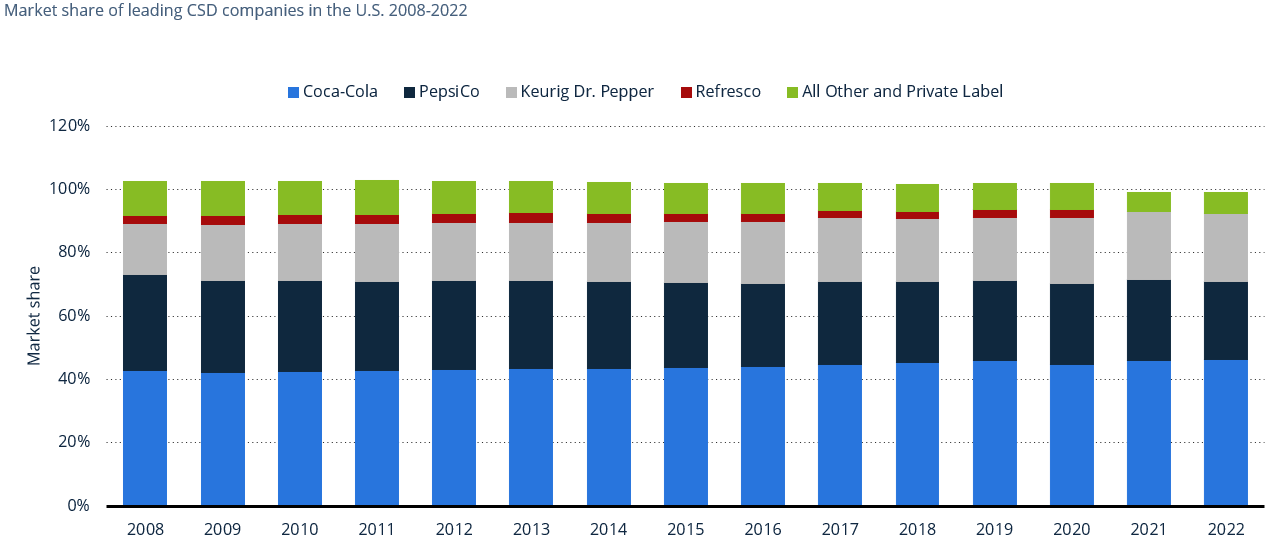 Market share of leading CSD companies in the U.S. 2008-2022
Coca-Cola PepsiCo Keurig Dr. Pepper Refresco All Other and Private Label
120%
100%
80%
60%
40%
20%
0%
Market share
2008 2009 2010 2011 2012 2013 2014 2015 2016 2017 2018 2019 2020 2021 2022